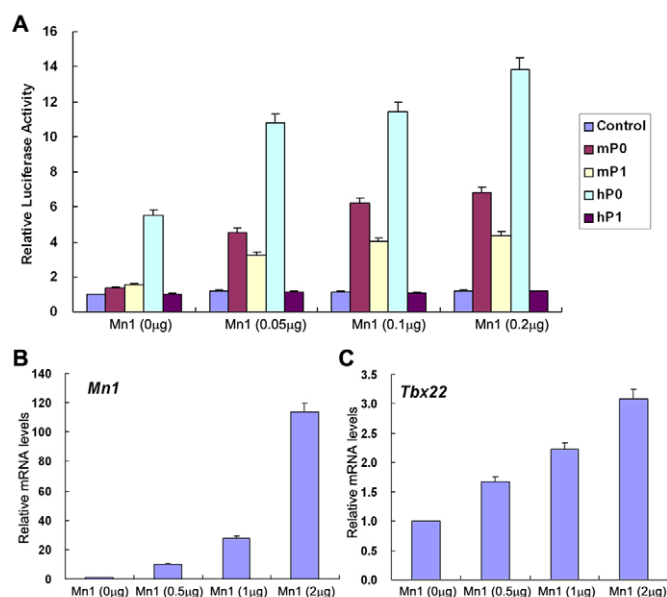 A
Relative Luciferase Activity
16
14
12
10
8
6
4
2
0
Mn1 (0µg) Mn1 (0.05µg) Mn1 (0.1µg) Mn1 (0.2µg)
Control
mP0
mP1
hP0
hP1
B
Mn1
Relative mRNA levels
140
120
100
80
60
40
20
0
Mn1 (0µg) Mn1 (0.5µg) Mn1 (1µg) Mn1 (2µg)
C
Tbx22
Relative mRNA levels
3.5
3.0
2.5
2.0
1.5
1.0
0.5
0.0
Mn1 (0µg) Mn1 (0.5µg) Mn1 (1µg) Mn1 (2µg)